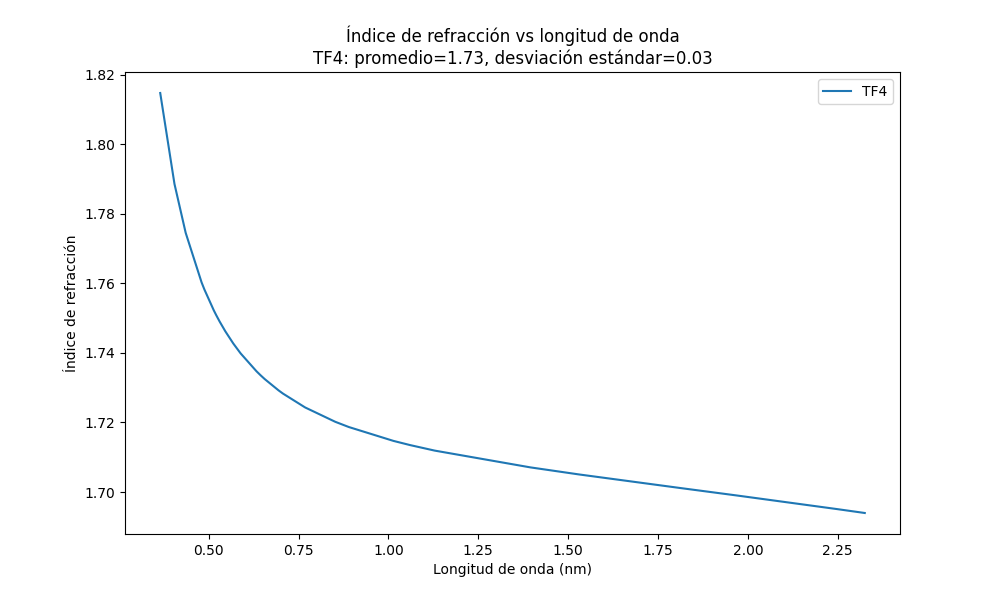 Índice de refracción vs longitud de onda
TF4: promedio=1.73, desviación estándar=0.03
TF4
1.82
1.80
1.78
1.76
1.74
1.72
1.70
Índice de refracción
0.50 0.75 1.00 1.25 1.50 1.75 2.00 2.25
Longitud de onda (nm)